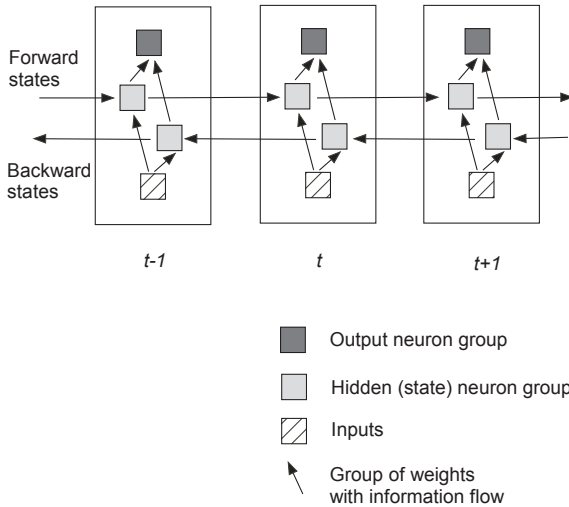 Forward
states
Backward
states
t-1
t
t+1
Output neuron group
Hidden (state) neuron group
Inputs
Group of weights
with information flow